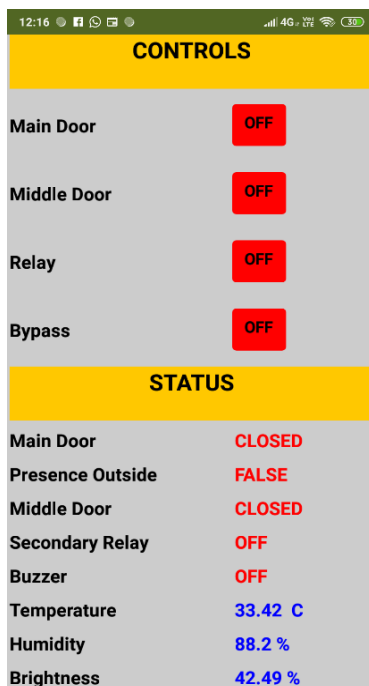 12:16 4G VoI LTE 30
CONTROLS
Main Door OFF
Middle Door OFF
Relay OFF
Bypass OFF
STATUS
Main Door CLOSED
Presence Outside FALSE
Middle Door CLOSED
Secondary Relay OFF
Buzzer OFF
Temperature 33.42 C
Humidity 88.2 %
Brightness 42.49 %